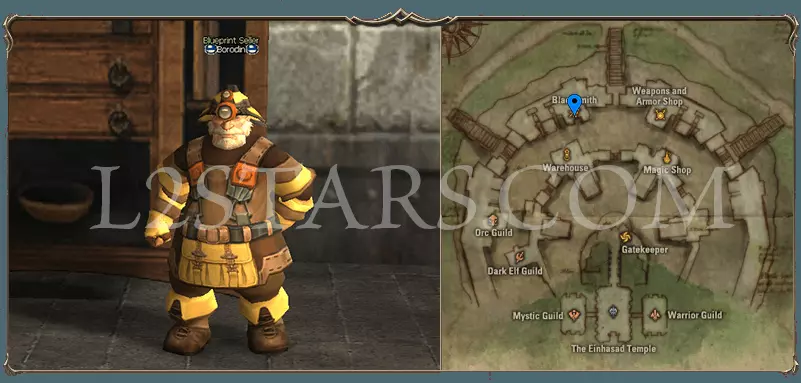 Blueprint Seller
Borodin
L2STARS.COM
Blacksmith
Weapons and
Armor Shop
Warehouse
Magic Shop
Orc Guild
Gatekeeper
Dark Elf Guild
Mystic Guild
Warrior Guild
The Einhasad Temple